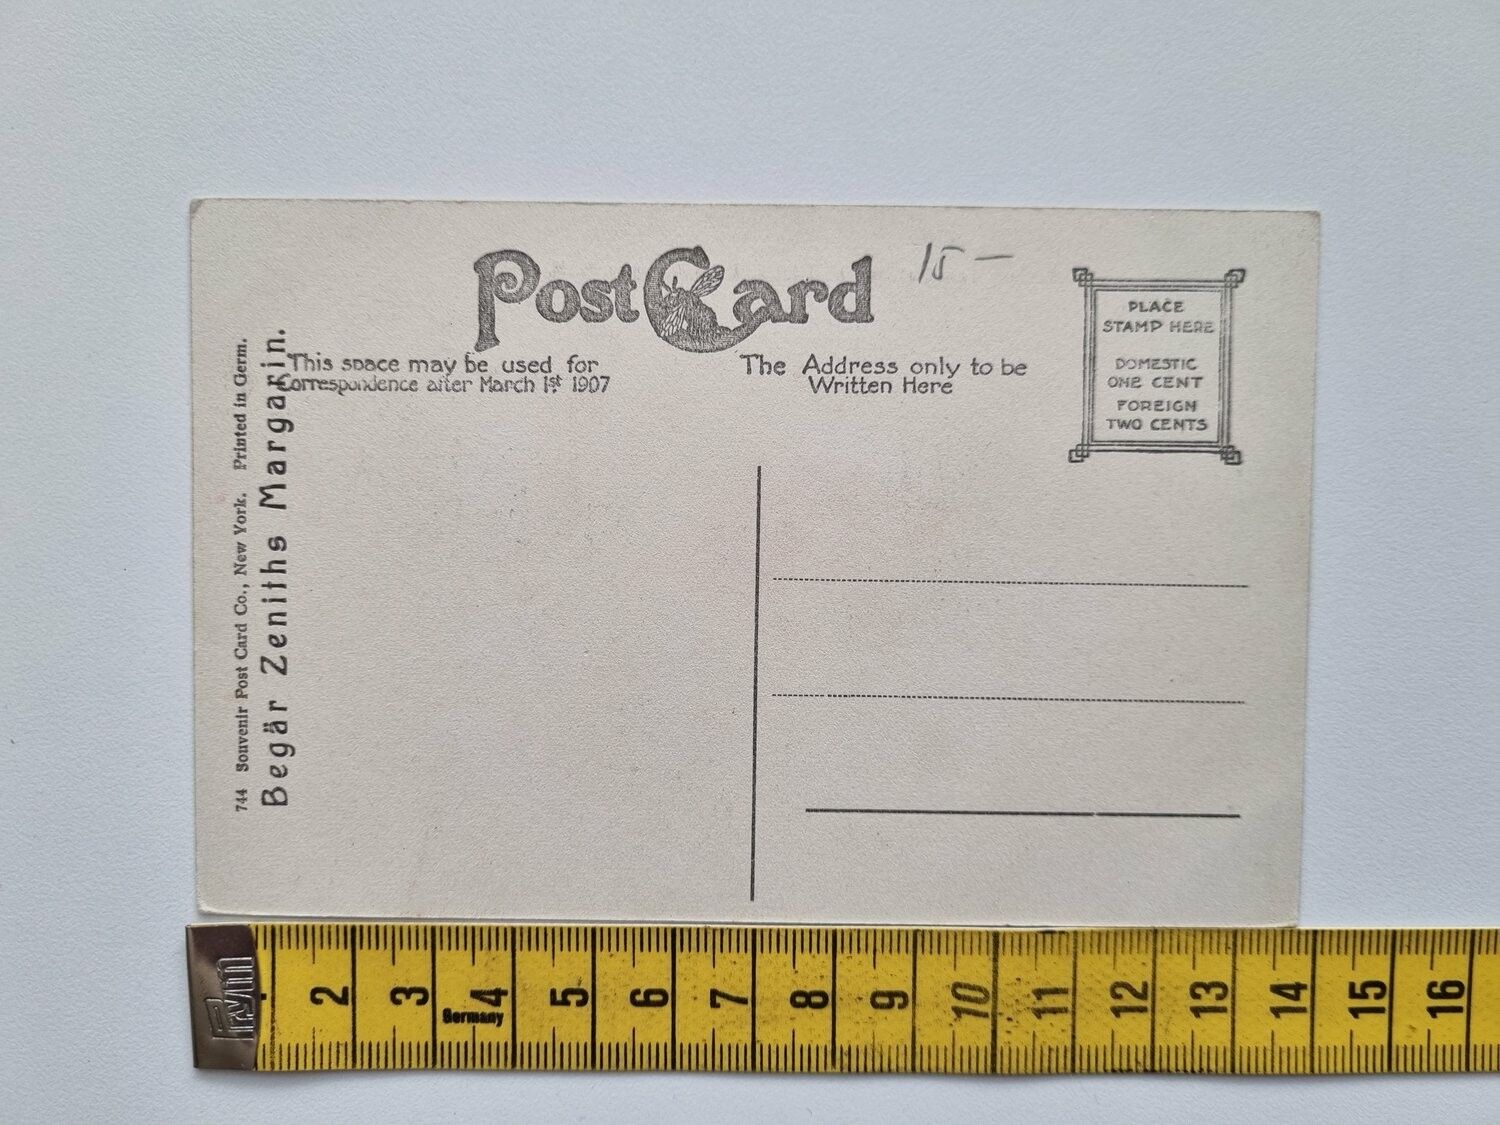 Post Card
15 –
This space may be used for
Correspondence after March 1st 1907
The Address only to be
Written Here
PLACE
STAMP HERE
DOMESTIC
ONE CENT
FOREIGN
TWO CENTS
744 Souvenir Post Card Co., New York. Printed in Germ.
Begär Zeniths Margarin.
Prym
2 3 4 5 6 7 8 9 10 11 12 13 14 15 16
Germany